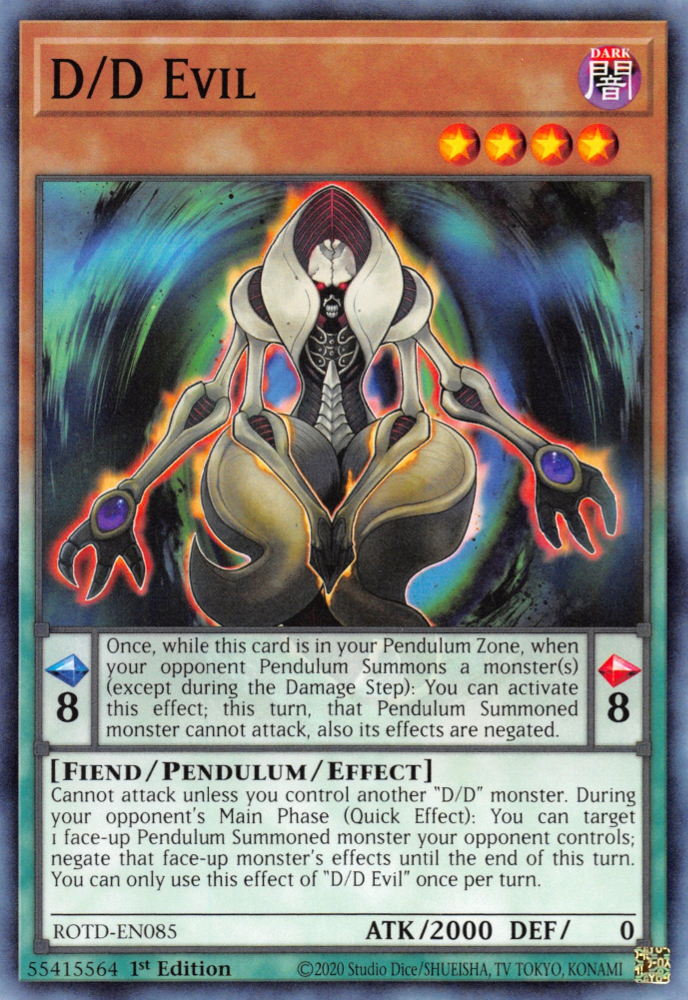 D/D Evil
DARK
闇
Once, while this card is in your Pendulum Zone, when
your opponent Pendulum Summons a monster(s)
(except during the Damage Step): You can activate
this effect; this turn, that Pendulum Summoned
monster cannot attack, also its effects are negated.
8
8
[Fiend/Pendulum/Effect]
Cannot attack unless you control another "D/D" monster. During
your opponent's Main Phase (Quick Effect): You can target
1 face-up Pendulum Summoned monster your opponent controls;
negate that face-up monster's effects until the end of this turn.
You can only use this effect of "D/D Evil" once per turn.
ROTD-EN085
ATK/2000 DEF/ 0
55415564 1st Edition
©2020 Studio Dice/SHUEISHA, TV TOKYO, KONAMI